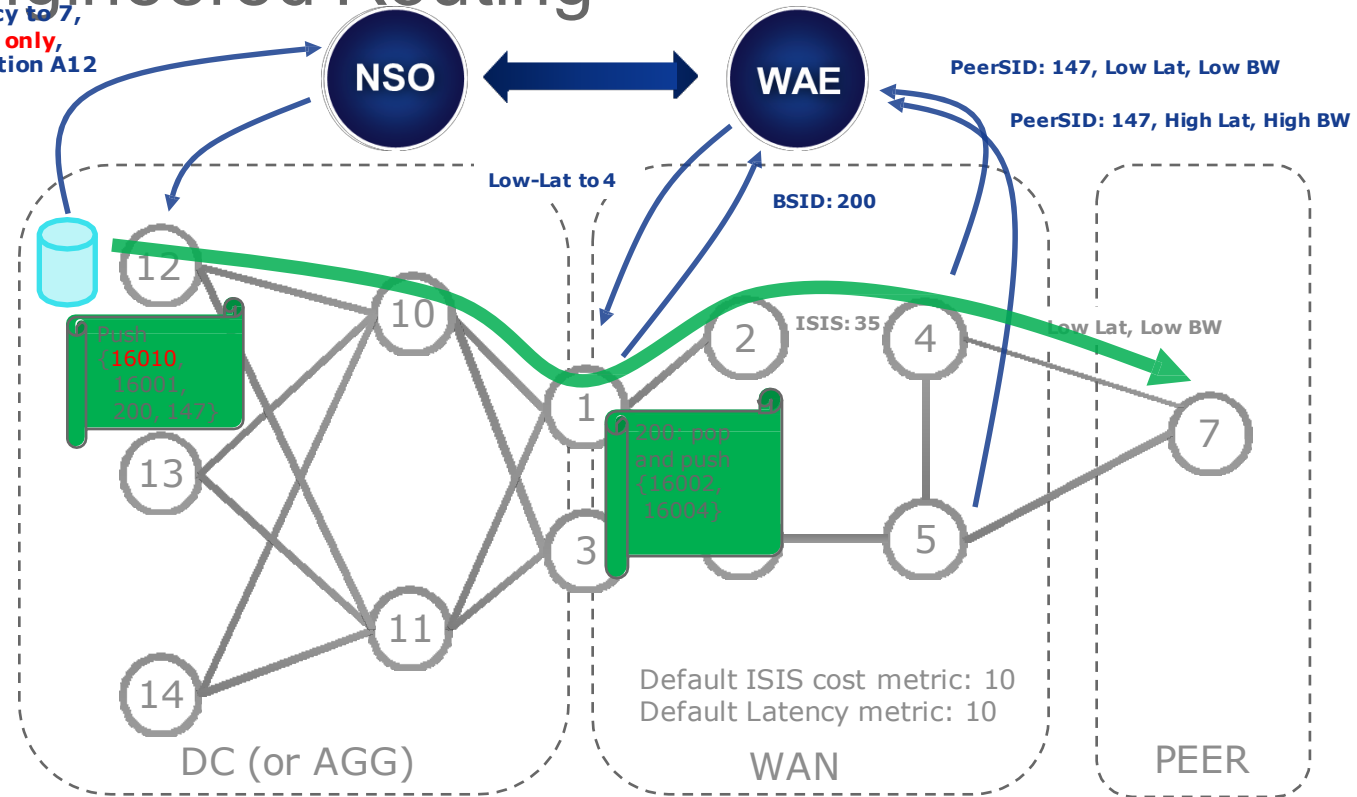 Engineered Routing
cy to 7,
only,
tion A12
NSO
WAE
PeerSID: 147, Low Lat, Low BW
PeerSID: 147, High Lat, High BW
Low-Lat to 4
BSID: 200
12
10
Push
{16010,
16001,
200, 147}
2
ISIS: 35
4
Low Lat, Low BW
1
7
200: pop
and push
{16002,
16004}
13
3
5
11
14
Default ISIS cost metric: 10
Default Latency metric: 10
DC (or AGG)
WAN
PEER